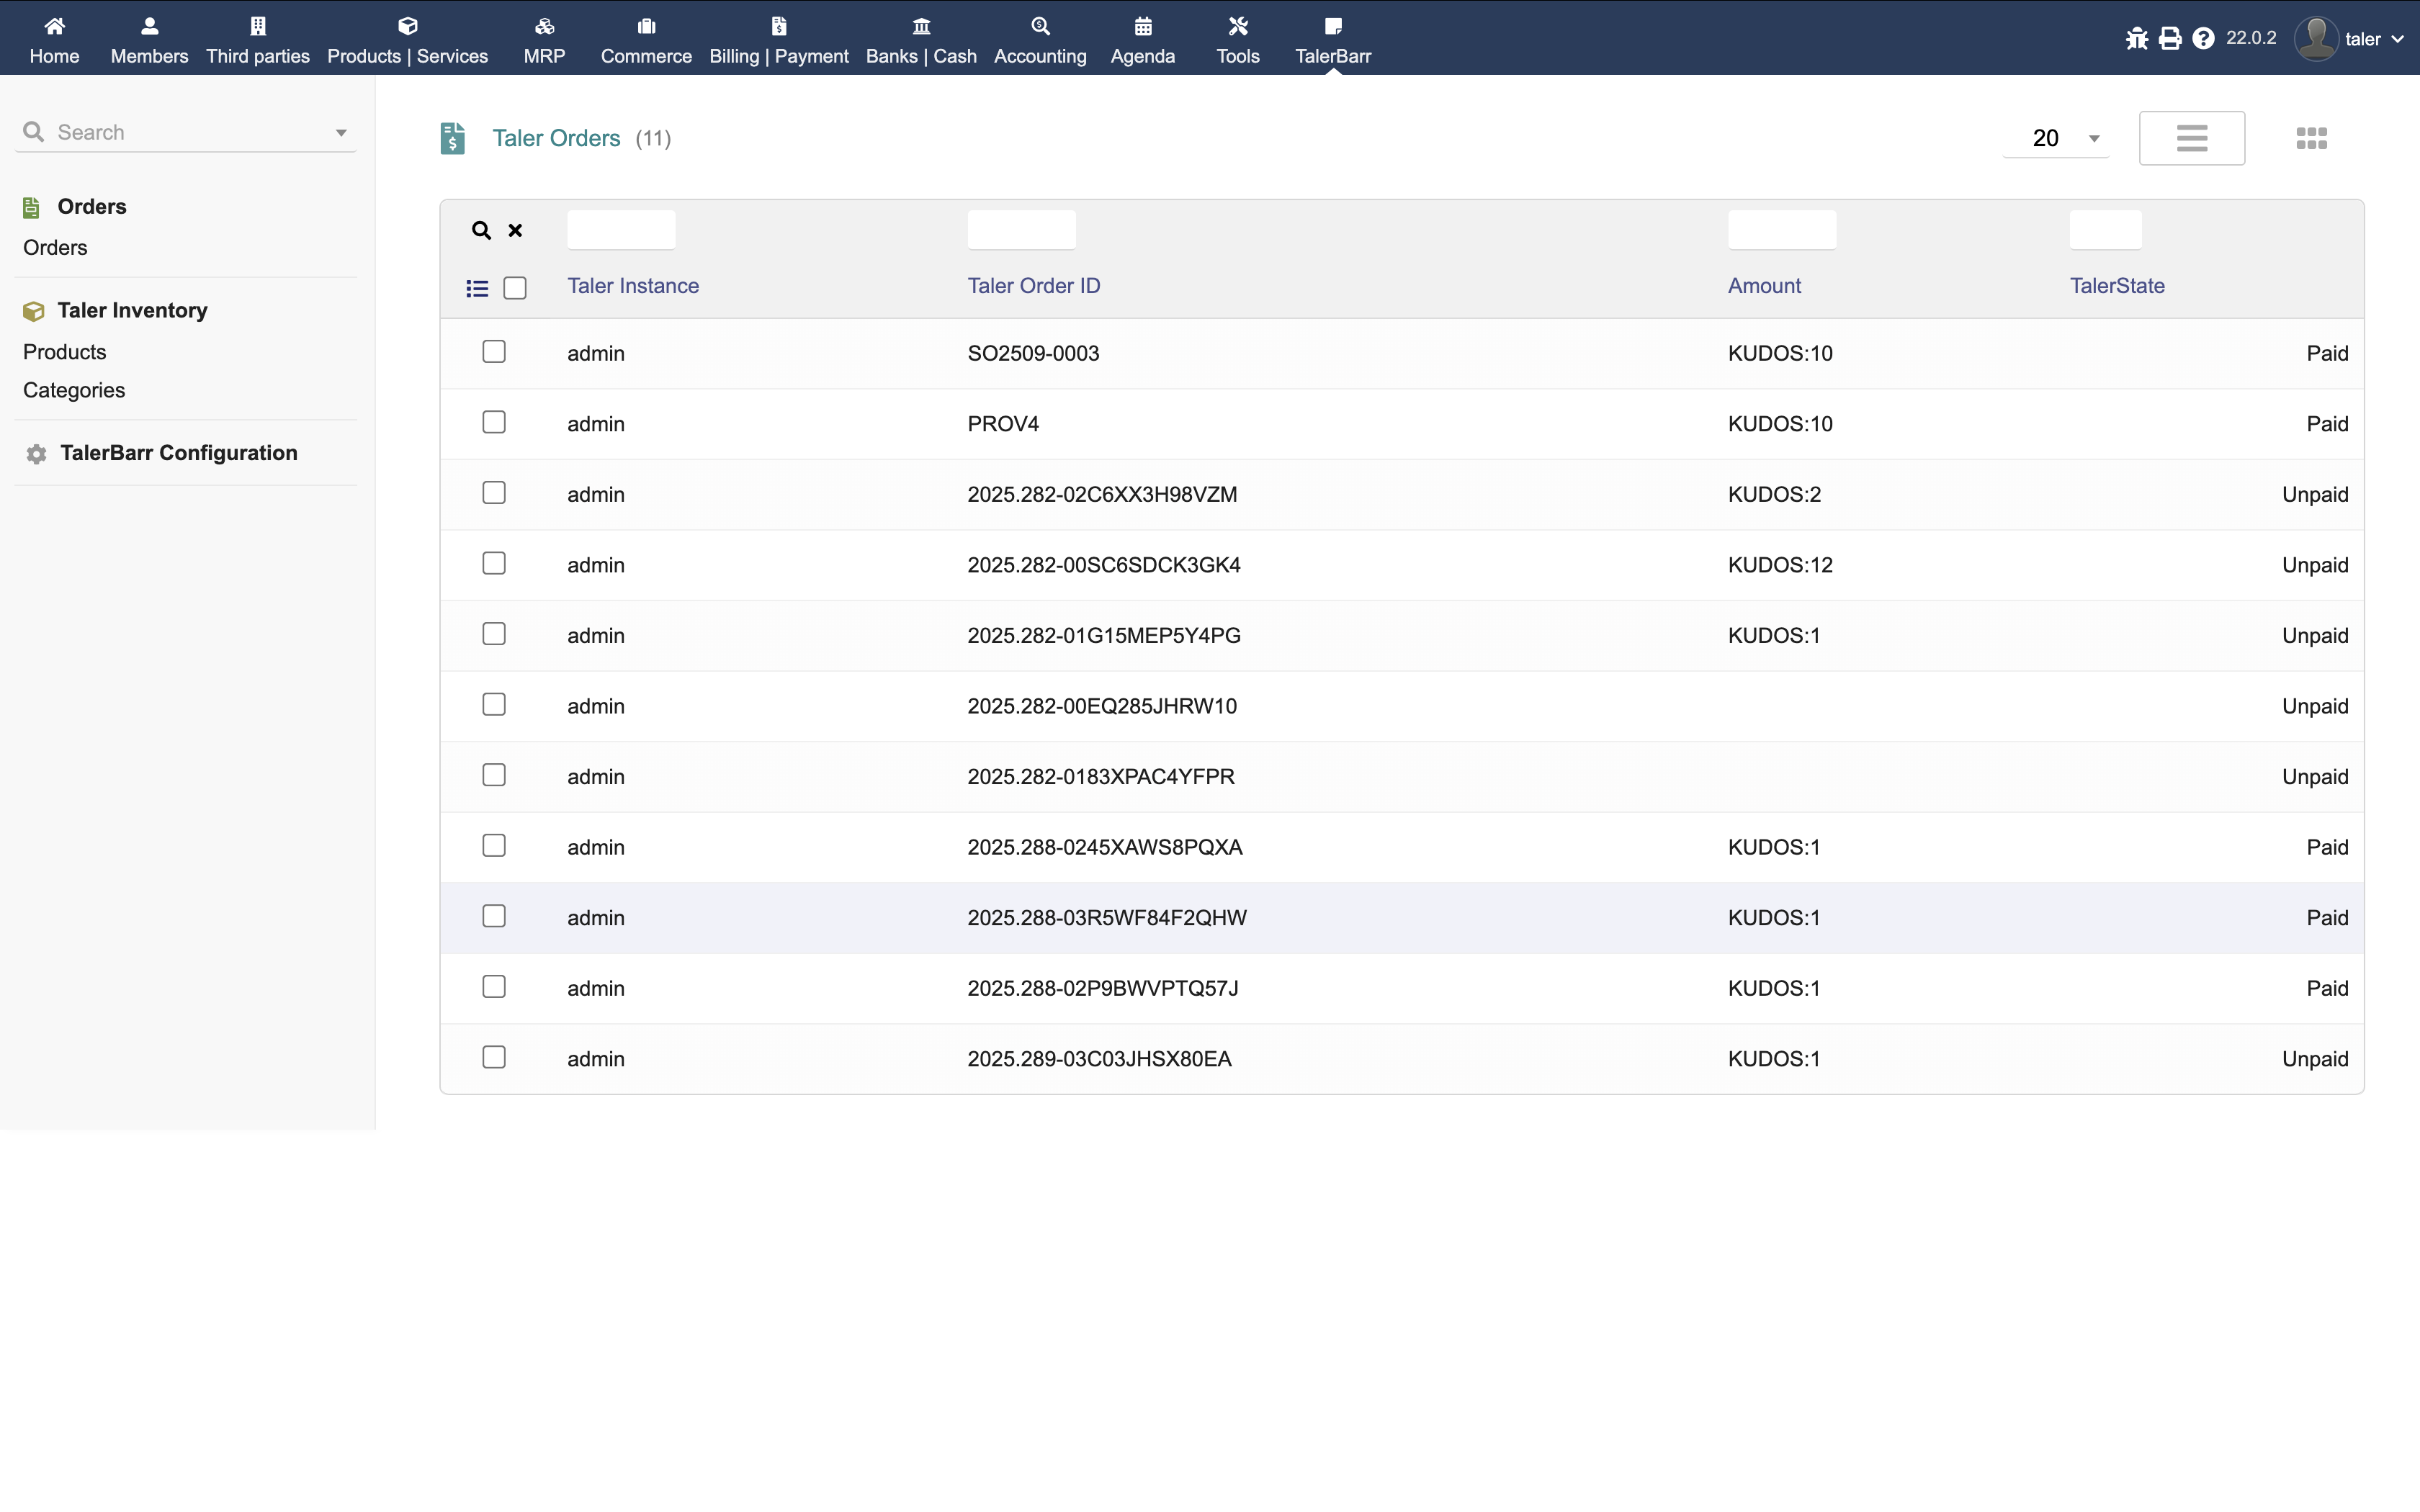 Home Members Third parties Products | Services MRP Commerce Billing | Payment Banks | Cash Accounting Agenda Tools TalerBarr 22.0.2 taler
Search
Orders
Orders
Taler Inventory
Products
Categories
TalerBarr Configuration
Taler Orders (11) 20
Taler Instance Taler Order ID Amount TalerState
admin SO2509-0003 KUDOS:10 Paid
admin PROV4 KUDOS:10 Paid
admin 2025.282-02C6XX3H98VZM KUDOS:2 Unpaid
admin 2025.282-00SC6SDCK3GK4 KUDOS:12 Unpaid
admin 2025.282-01G15MEP5Y4PG KUDOS:1 Unpaid
admin 2025.282-00EQ285JHRW10 Unpaid
admin 2025.282-0183XPAC4YFPR Unpaid
admin 2025.288-0245XAWS8PQXA KUDOS:1 Paid
admin 2025.288-03R5WF84F2QHW KUDOS:1 Paid
admin 2025.288-02P9BWVPTQ57J KUDOS:1 Paid
admin 2025.289-03C03JHSX80EA KUDOS:1 Unpaid